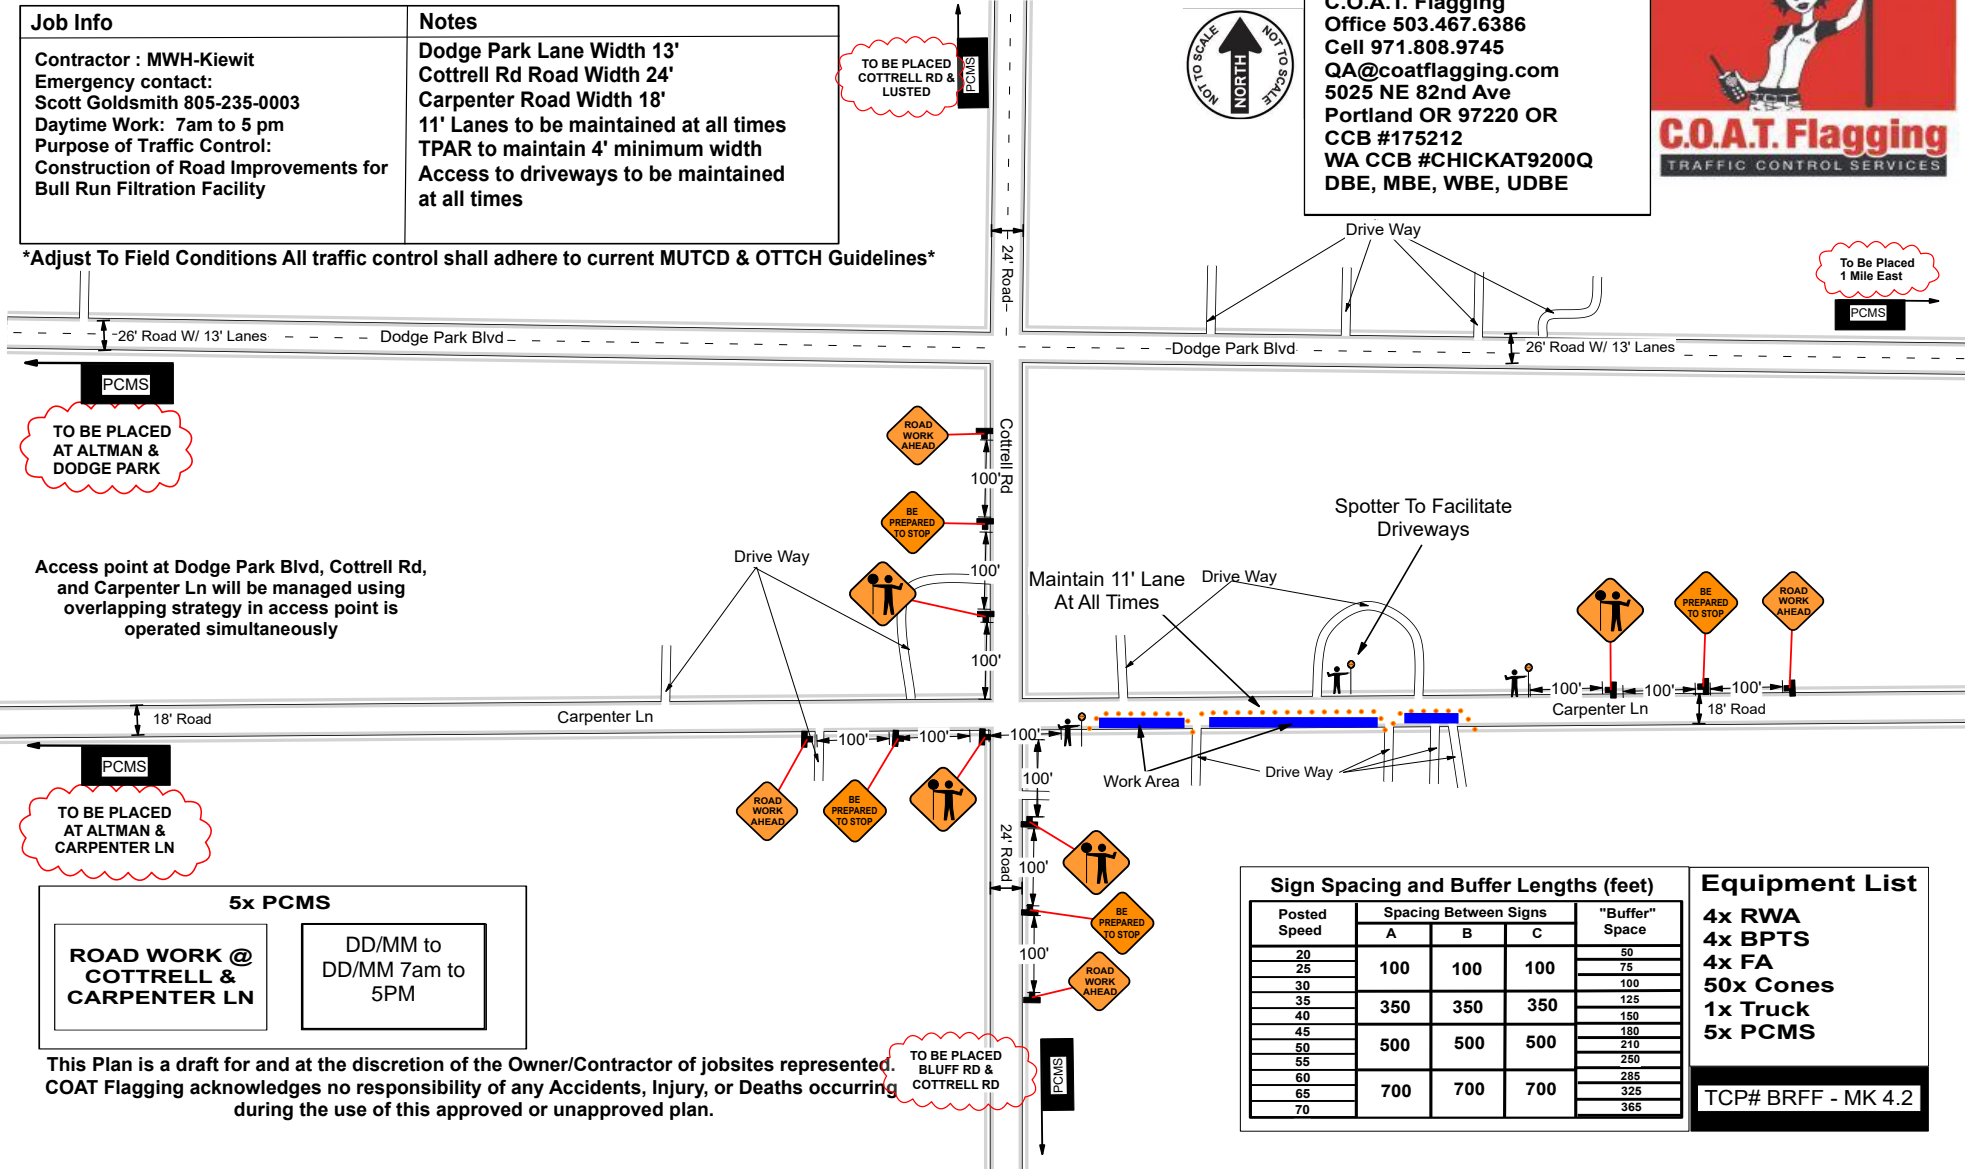 Job Info
Contractor : MWH-Kiewit
Emergency contact:
Scott Goldsmith 805-235-0003
Daytime Work:  7am to 5 pm
Purpose of Traffic Control:
Construction of Road Improvements for
Bull Run Filtration Facility
Notes
Dodge Park Lane Width 13'
Cottrell Rd Road Width 24'
Carpenter Road Width 18'
11' Lanes to be maintained at all times
TPAR to maintain 4' minimum width
Access to driveways to be maintained
at all times
*Adjust To Field Conditions All traffic control shall adhere to current MUTCD & OTTCH Guidelines*
TO BE PLACED
COTTRELL RD &
LUSTED
PCMS
NOT TO SCALE
NORTH
NOT TO SCALE
C.O.A.T. Flagging
Office 503.467.6386
Cell 971.808.9745
QA@coatflagging.com
5025 NE 82nd Ave
Portland OR 97220 OR
CCB #175212
WA CCB #CHICKAT9200Q
DBE, MBE, WBE, UDBE
C.O.A.T. Flagging
TRAFFIC CONTROL SERVICES
Drive Way
To Be Placed
1 Mile East
PCMS
24' Road
26' Road W/ 13' Lanes
Dodge Park Blvd
Dodge Park Blvd
26' Road W/ 13' Lanes
PCMS
TO BE PLACED
AT ALTMAN &
DODGE PARK
ROAD
WORK
AHEAD
Cottrell Rd
100'
BE
PREPARED
TO STOP
100'
100'
Access point at Dodge Park Blvd, Cottrell Rd,
and Carpenter Ln will be managed using
overlapping strategy in access point is
operated simultaneously
Drive Way
Spotter To Facilitate
Driveways
Maintain 11' Lane
At All Times
Drive Way
BE
PREPARED
TO STOP
ROAD
WORK
AHEAD
100'
100'
100'
18' Road
Carpenter Ln
Carpenter Ln
18' Road
100'
100'
100'
PCMS
TO BE PLACED
AT ALTMAN &
CARPENTER LN
ROAD
WORK
AHEAD
BE
PREPARED
TO STOP
Work Area
Drive Way
100'
24' Road
100'
BE
PREPARED
TO STOP
100'
ROAD
WORK
AHEAD
5x PCMS
ROAD WORK @
COTTRELL &
CARPENTER LN
DD/MM to
DD/MM 7am to
5PM
This Plan is a draft for and at the discretion of the Owner/Contractor of jobsites represented.
COAT Flagging acknowledges no responsibility of any Accidents, Injury, or Deaths occurring
during the use of this approved or unapproved plan.
TO BE PLACED
BLUFF RD &
COTTRELL RD
PCMS
Sign Spacing and Buffer Lengths (feet)
Posted Speed | Spacing Between Signs | "Buffer" Space
A B C
20 50
25 100 100 100 75
30 100
35 350 350 350 125
40 150
45 180
50 500 500 500 210
55 250
60 285
65 700 700 700 325
70 365
Equipment List
4x RWA
4x BPTS
4x FA
50x Cones
1x Truck
5x PCMS
TCP# BRFF - MK 4.2